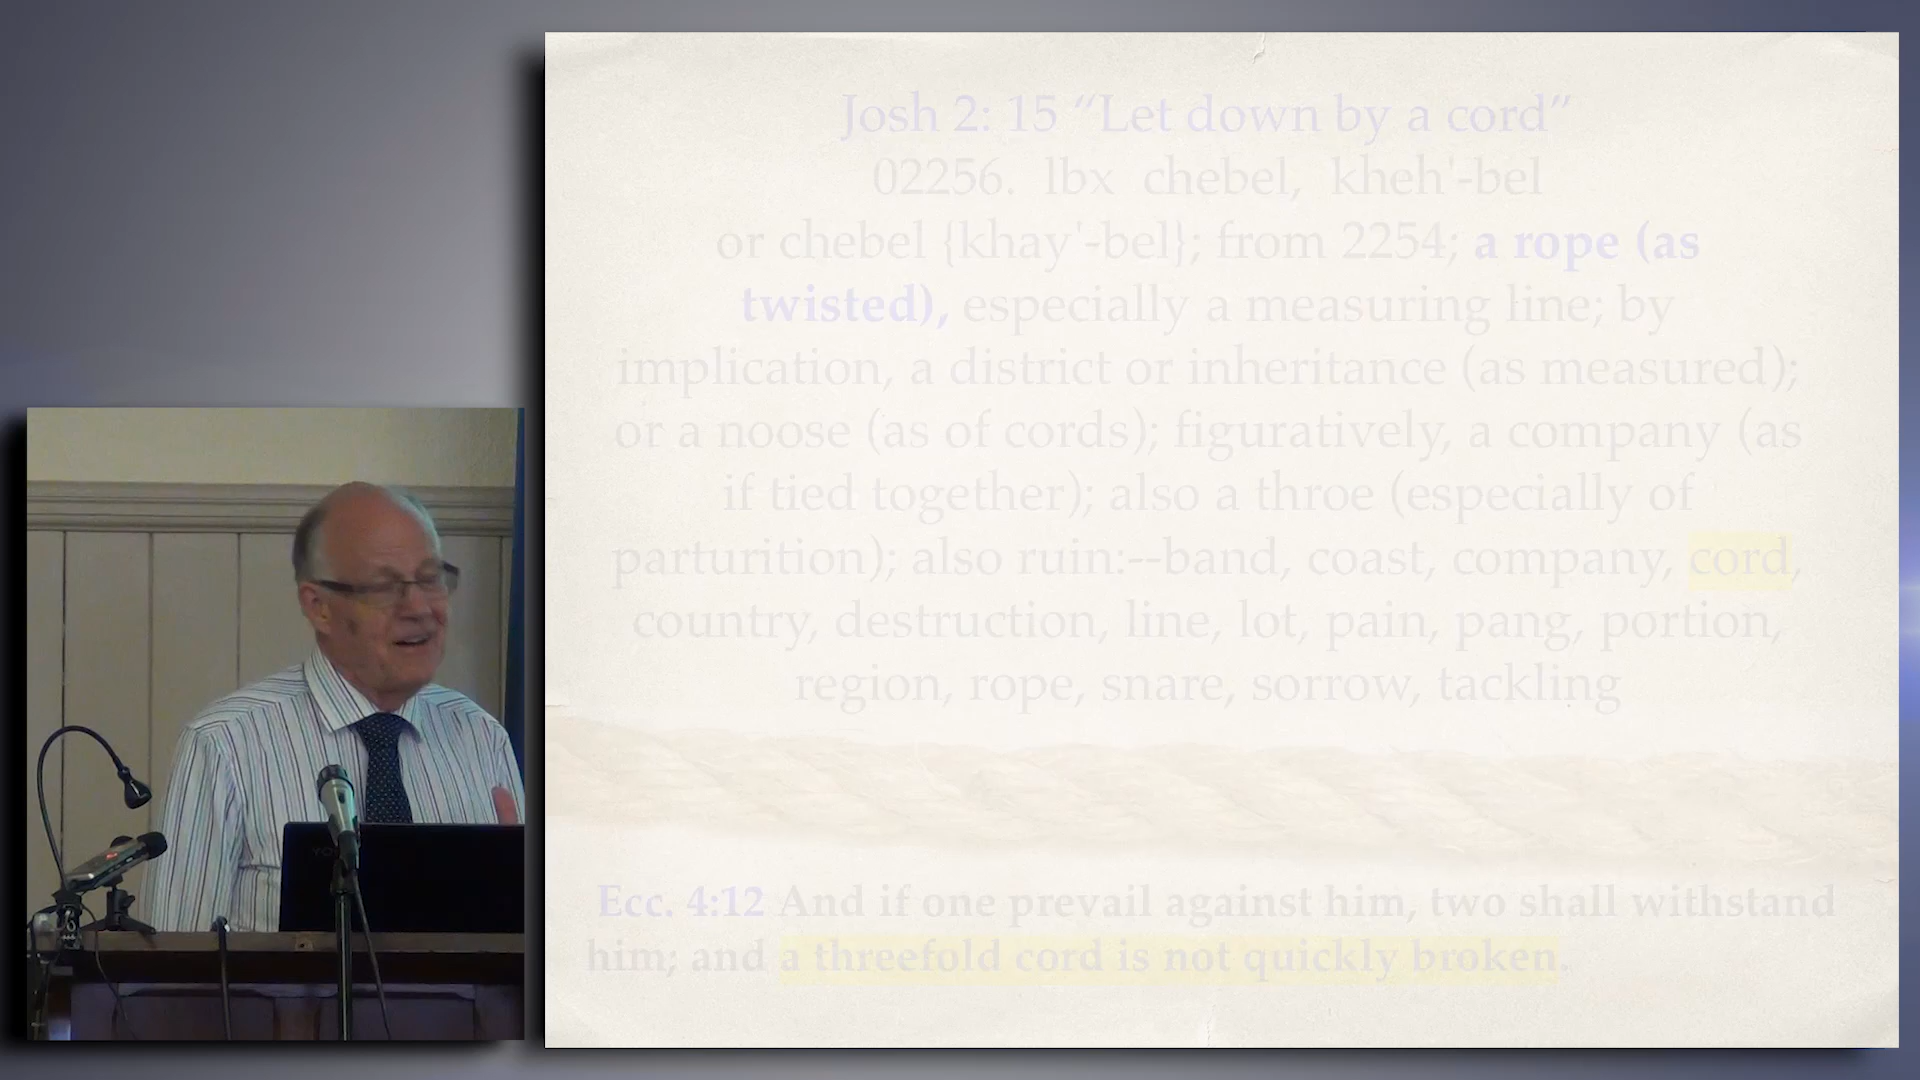 Josh 2: 15 “Let down by a cord”
02256. lbx chebel, kheh'-bel
or chebel {khay'-bel}; from 2254; a rope (as
twisted), especially a measuring line; by
implication, a district or inheritance (as measured);
or a noose (as of cords); figuratively, a company (as
if tied together); also a throe (especially of
parturition); also ruin:--band, coast, company, cord,
country, destruction, line, lot, pain, pang, portion,
region, rope, snare, sorrow, tackling
Ecc. 4:12 And if one prevail against him, two shall withstand
him; and a threefold cord is not quickly broken.